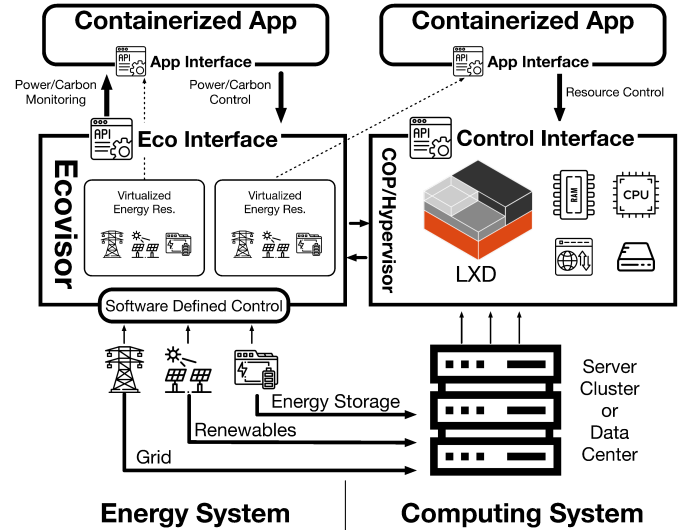 Containerized App
Containerized App
API
App Interface
API
App Interface
Power/Carbon
Monitoring
Power/Carbon
Control
Resource Control
API
Eco Interface
API
Control Interface
Ecovisor
Virtualized
Energy Res.
Virtualized
Energy Res.
COP/Hypervisor
LXD
RAM
CPU
Software Defined Control
Energy Storage
Renewables
Grid
Server
Cluster
or
Data
Center
Energy System
Computing System